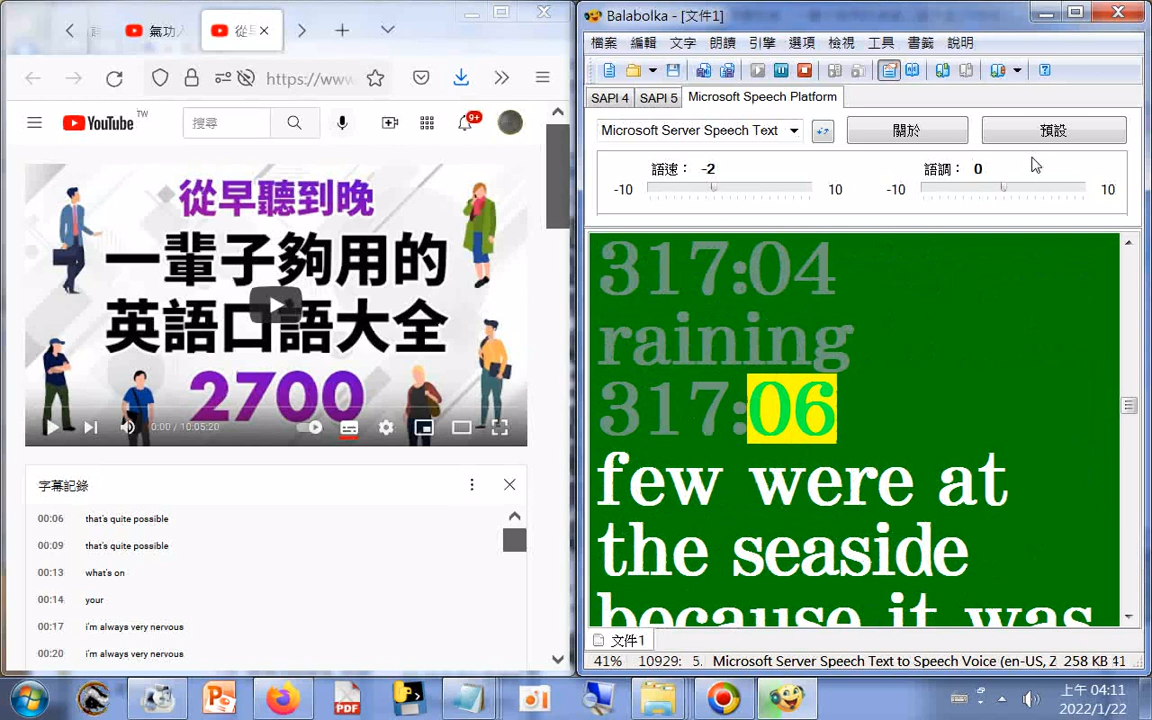 氣功
從
https://www
YouTube TW
搜尋
9+
從早聽到晚
一輩子夠用的
英語口語大全
2700
0:00 / 10:05:20
字幕記錄
00:06 that's quite possible
00:09 that's quite possible
00:13 what's on
00:14 your
00:17 i'm always very nervous
00:20 i'm always very nervous
Balabolka - [文件1]
檔案 編輯 文字 朗讀 引擎 選項 檢視 工具 書籤 說明
SAPI 4 SAPI 5 Microsoft Speech Platform
Microsoft Server Speech Text 關於 預設
語速： -2 語調： 0
-10 10 -10 10
317:04
raining
317:06
few were at
the seaside
because it was
文件1
41% 10929: 5. Microsoft Server Speech Text to Speech Voice (en-US, Z 258 KB 41
PDF
上午 04:11
2022/1/22